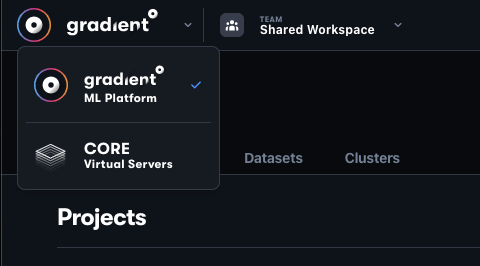 gradient
TEAM
Shared Workspace
gradient
ML Platform
CORE
Virtual Servers
Datasets
Clusters
Projects